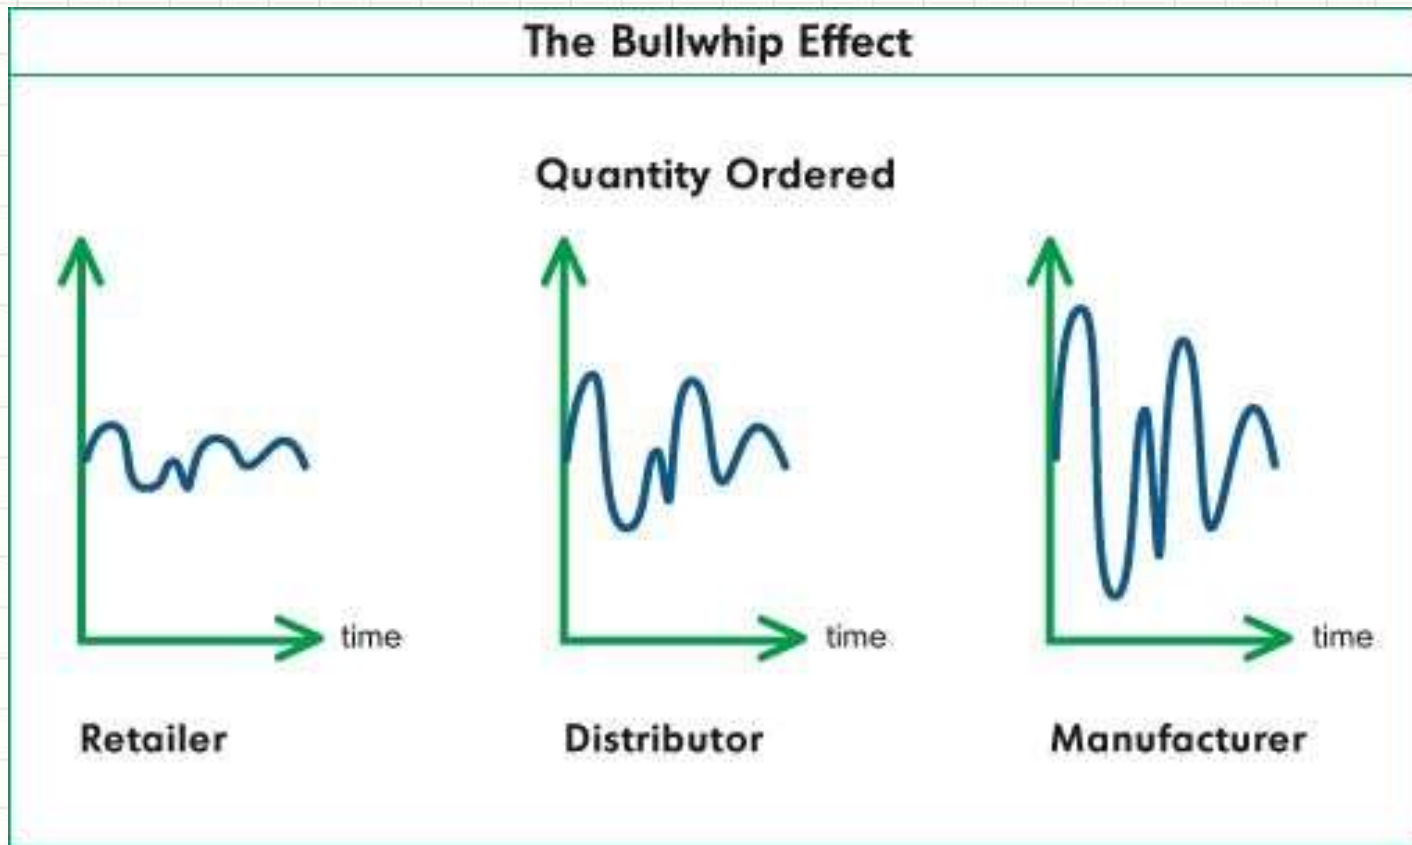 The Bullwhip Effect
Quantity Ordered
time
time
time
Retailer
Distributor
Manufacturer